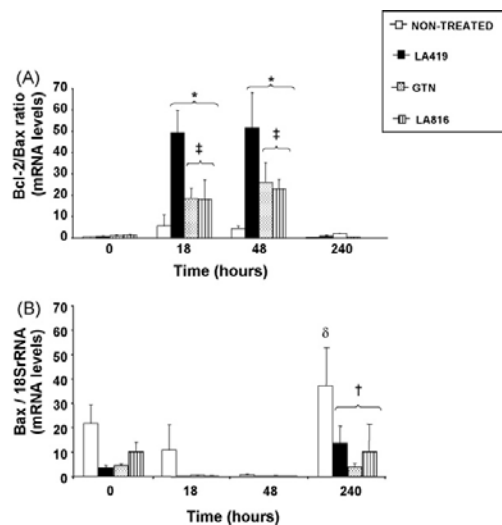 NON-TREATED
LA419
GTN
LA816
(A)
Bcl-2/Bax ratio
(mRNA levels)
70
60
50
40
30
20
10
0
*
*
‡
‡
0
18
48
240
Time (hours)
(B)
Bax / 18SrRNA
(mRNA levels)
70
60
50
40
30
20
10
0
δ
†
0
18
48
240
Time (hours)